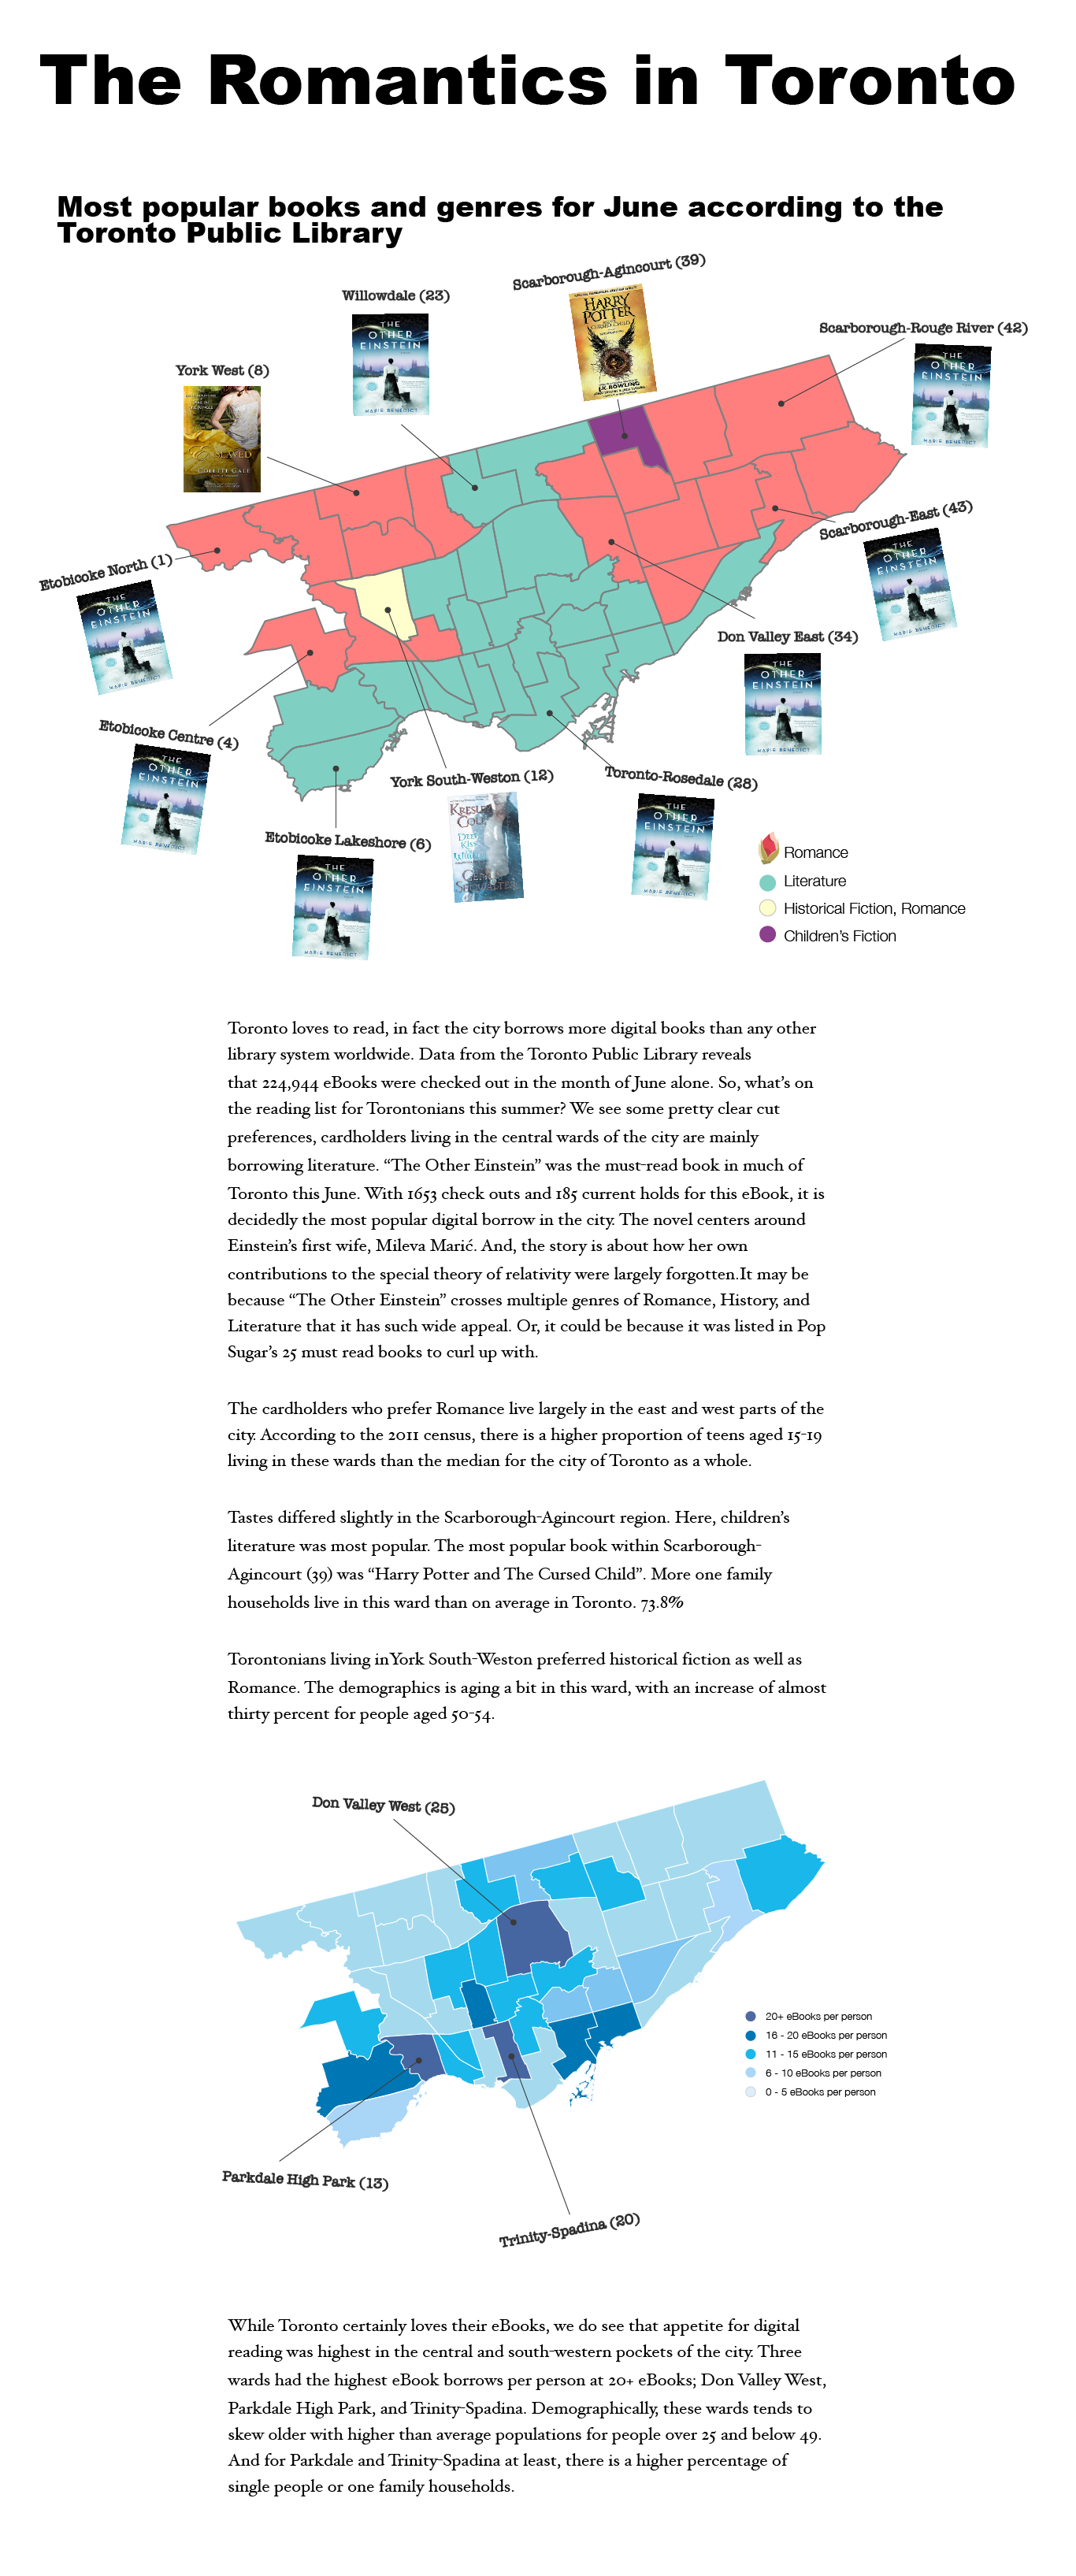 The Romantics in Toronto
Most popular books and genres for June according to the
Toronto Public Library
Scarborough-Agincourt (39)
HARRY
POTTER
J.K. ROWLING
Willowdale (23)
THE
OTHER
EINSTEIN
MARIE BENEDICT
Scarborough-Rouge River (42)
THE
OTHER
EINSTEIN
MARIE BENEDICT
York West (8)
COLETTE GALE
Scarborough-East (43)
THE
OTHER
EINSTEIN
MARIE BENEDICT
Etobicoke North (1)
THE
OTHER
EINSTEIN
MARIE BENEDICT
Don Valley East (34)
THE
OTHER
EINSTEIN
MARIE BENEDICT
Etobicoke Centre (4)
THE
OTHER
EINSTEIN
MARIE BENEDICT
York South-Weston (12)
KRESLEY
COLE
Toronto-Rosedale (28)
THE
OTHER
EINSTEIN
MARIE BENEDICT
Etobicoke Lakeshore (6)
THE
OTHER
EINSTEIN
MARIE BENEDICT
Romance
Literature
Historical Fiction, Romance
Children's Fiction
Toronto loves to read, in fact the city borrows more digital books than any other
library system worldwide. Data from the Toronto Public Library reveals
that 224,944 eBooks were checked out in the month of June alone. So, what's on
the reading list for Torontonians this summer? We see some pretty clear cut
preferences, cardholders living in the central wards of the city are mainly
borrowing literature. “The Other Einstein” was the must-read book in much of
Toronto this June. With 1653 check outs and 185 current holds for this eBook, it is
decidedly the most popular digital borrow in the city. The novel centers around
Einstein's first wife, Mileva Marić. And, the story is about how her own
contributions to the special theory of relativity were largely forgotten.It may be
because “The Other Einstein” crosses multiple genres of Romance, History, and
Literature that it has such wide appeal. Or, it could be because it was listed in Pop
Sugar's 25 must read books to curl up with.
The cardholders who prefer Romance live largely in the east and west parts of the
city. According to the 2011 census, there is a higher proportion of teens aged 15-19
living in these wards than the median for the city of Toronto as a whole.
Tastes differed slightly in the Scarborough-Agincourt region. Here, children's
literature was most popular. The most popular book within Scarborough-
Agincourt (39) was “Harry Potter and The Cursed Child”. More one family
households live in this ward than on average in Toronto. 73.8%
Torontonians living inYork South-Weston preferred historical fiction as well as
Romance. The demographics is aging a bit in this ward, with an increase of almost
thirty percent for people aged 50-54.
Don Valley West (25)
20+ eBooks per person
16 - 20 eBooks per person
11 - 15 eBooks per person
6 - 10 eBooks per person
0 - 5 eBooks per person
Parkdale High Park (13)
Trinity-Spadina (20)
While Toronto certainly loves their eBooks, we do see that appetite for digital
reading was highest in the central and south-western pockets of the city. Three
wards had the highest eBook borrows per person at 20+ eBooks; Don Valley West,
Parkdale High Park, and Trinity-Spadina. Demographically, these wards tends to
skew older with higher than average populations for people over 25 and below 49.
And for Parkdale and Trinity-Spadina at least, there is a higher percentage of
single people or one family households.